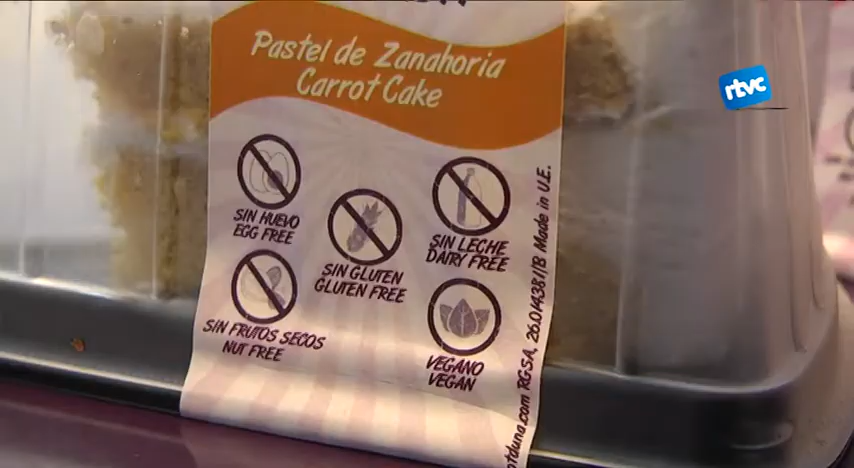 Pastel de Zanahoria
Carrot Cake
rtvc
SIN HUEVO
EGG FREE
SIN GLUTEN
GLUTEN FREE
SIN LECHE
DAIRY FREE
SIN FRUTOS SECOS
NUT FREE
VEGANO
VEGAN
RGSA, 26.014381/B Made in U.E.